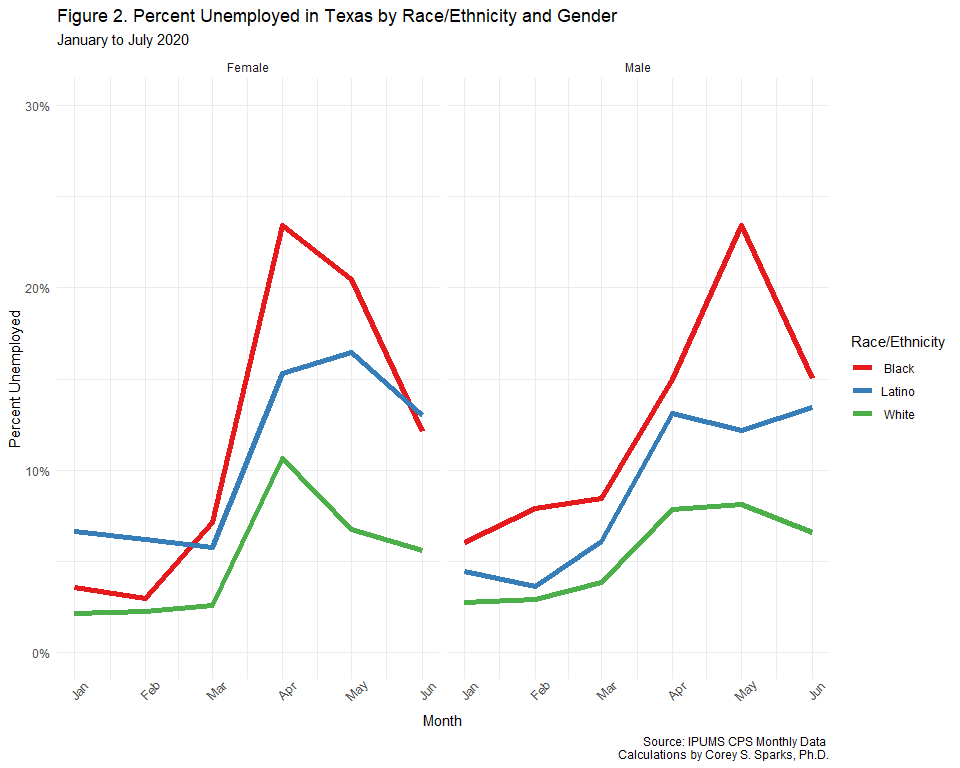 Figure 2. Percent Unemployed in Texas by Race/Ethnicity and Gender
January to July 2020
Female
Male
30%
20%
10%
0%
Percent Unemployed
Jan
Feb
Mar
Apr
May
Jun
Jan
Feb
Mar
Apr
May
Jun
Month
Race/Ethnicity
Black
Latino
White
Source: IPUMS CPS Monthly Data
Calculations by Corey S. Sparks, Ph.D.